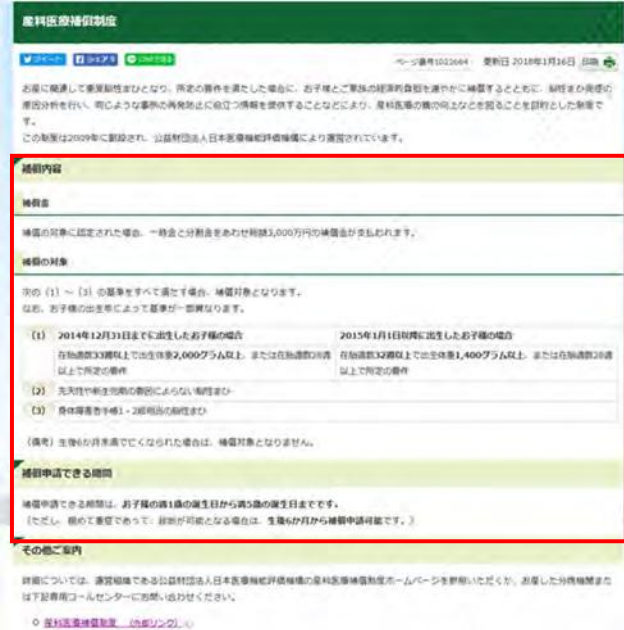 産科医療補償制度
ツイート シェアする LINEで送る
ページ番号1023664 更新日 2018年1月16日 印刷
お産に関連して重度脳性まひとなり、所定の要件を満たした場合に、お子様とご家族の経済的負担を速やかに補償するとともに、脳性まひ発症の
原因分析を行い、同じような事例の再発防止に役立つ情報を提供することなどにより、産科医療の質の向上などを図ることを目的とした制度で
す。
この制度は2009年に創設され、公益財団法人日本医療機能評価機構により運営されています。
補償内容
補償金
補償の対象に認定された場合、一時金と分割金をあわせ総額3,000万円の補償金が支払われます。
補償の対象
次の（1）～（3）の基準をすべて満たす場合、補償対象となります。
なお、お子様の出生年によって基準が一部異なります。
(1) 2014年12月31日までに出生したお子様の場合 2015年1月1日以降に出生したお子様の場合
在胎週数33週以上で出生体重2,000グラム以上、または在胎週数28週 在胎週数32週以上で出生体重1,400グラム以上、または在胎週数28週
以上で所定の要件 以上で所定の要件
(2) 先天性や新生児期の要因によらない脳性まひ
(3) 身体障害者手帳1・2級相当の脳性まひ
（備考）生後6か月未満で亡くなられた場合は、補償対象となりません。
補償申請できる期間
補償申請できる期間は、お子様の満1歳の誕生日から満5歳の誕生日までです。
（ただし、極めて重症であって、診断が可能となる場合は、生後6か月から補償申請可能です。）
その他ご案内
詳細については、運営組織である公益財団法人日本医療機能評価機構の産科医療補償制度ホームページを参照いただくか、お産した分娩機関また
は下記専用コールセンターにお問い合わせください。
産科医療補償制度 （外部リンク）